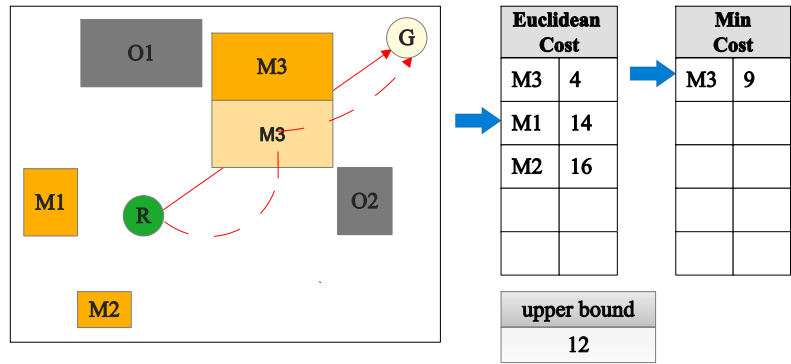 O1
M3
G
M3
M1
R
O2
M2
Euclidean
Cost
M3 4
M1 14
M2 16
Min
Cost
M3 9
upper bound
12